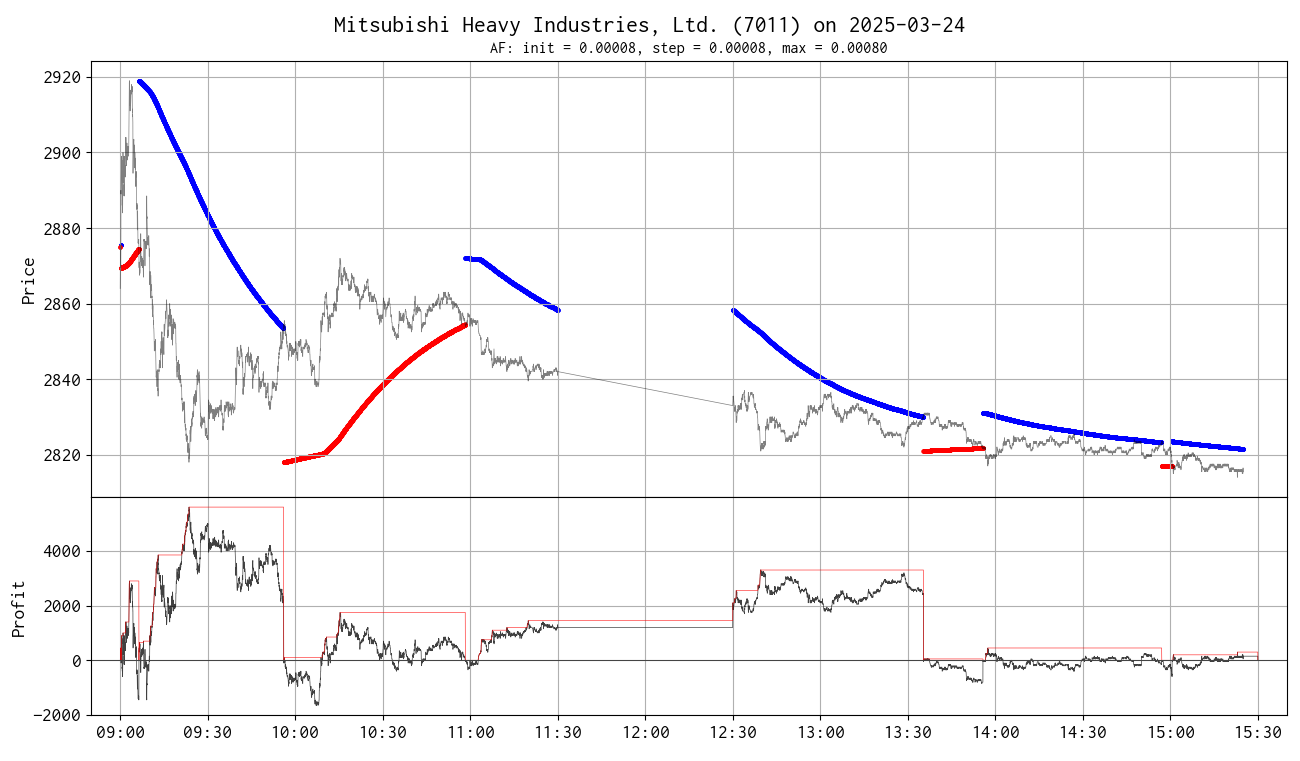 Mitsubishi Heavy Industries, Ltd. (7011) on 2025-03-24
AF: init = 0.00008, step = 0.00008, max = 0.00080
Price
2920
2900
2880
2860
2840
2820
Profit
4000
2000
0
−2000
09:00 09:30 10:00 10:30 11:00 11:30 12:00 12:30 13:00 13:30 14:00 14:30 15:00 15:30